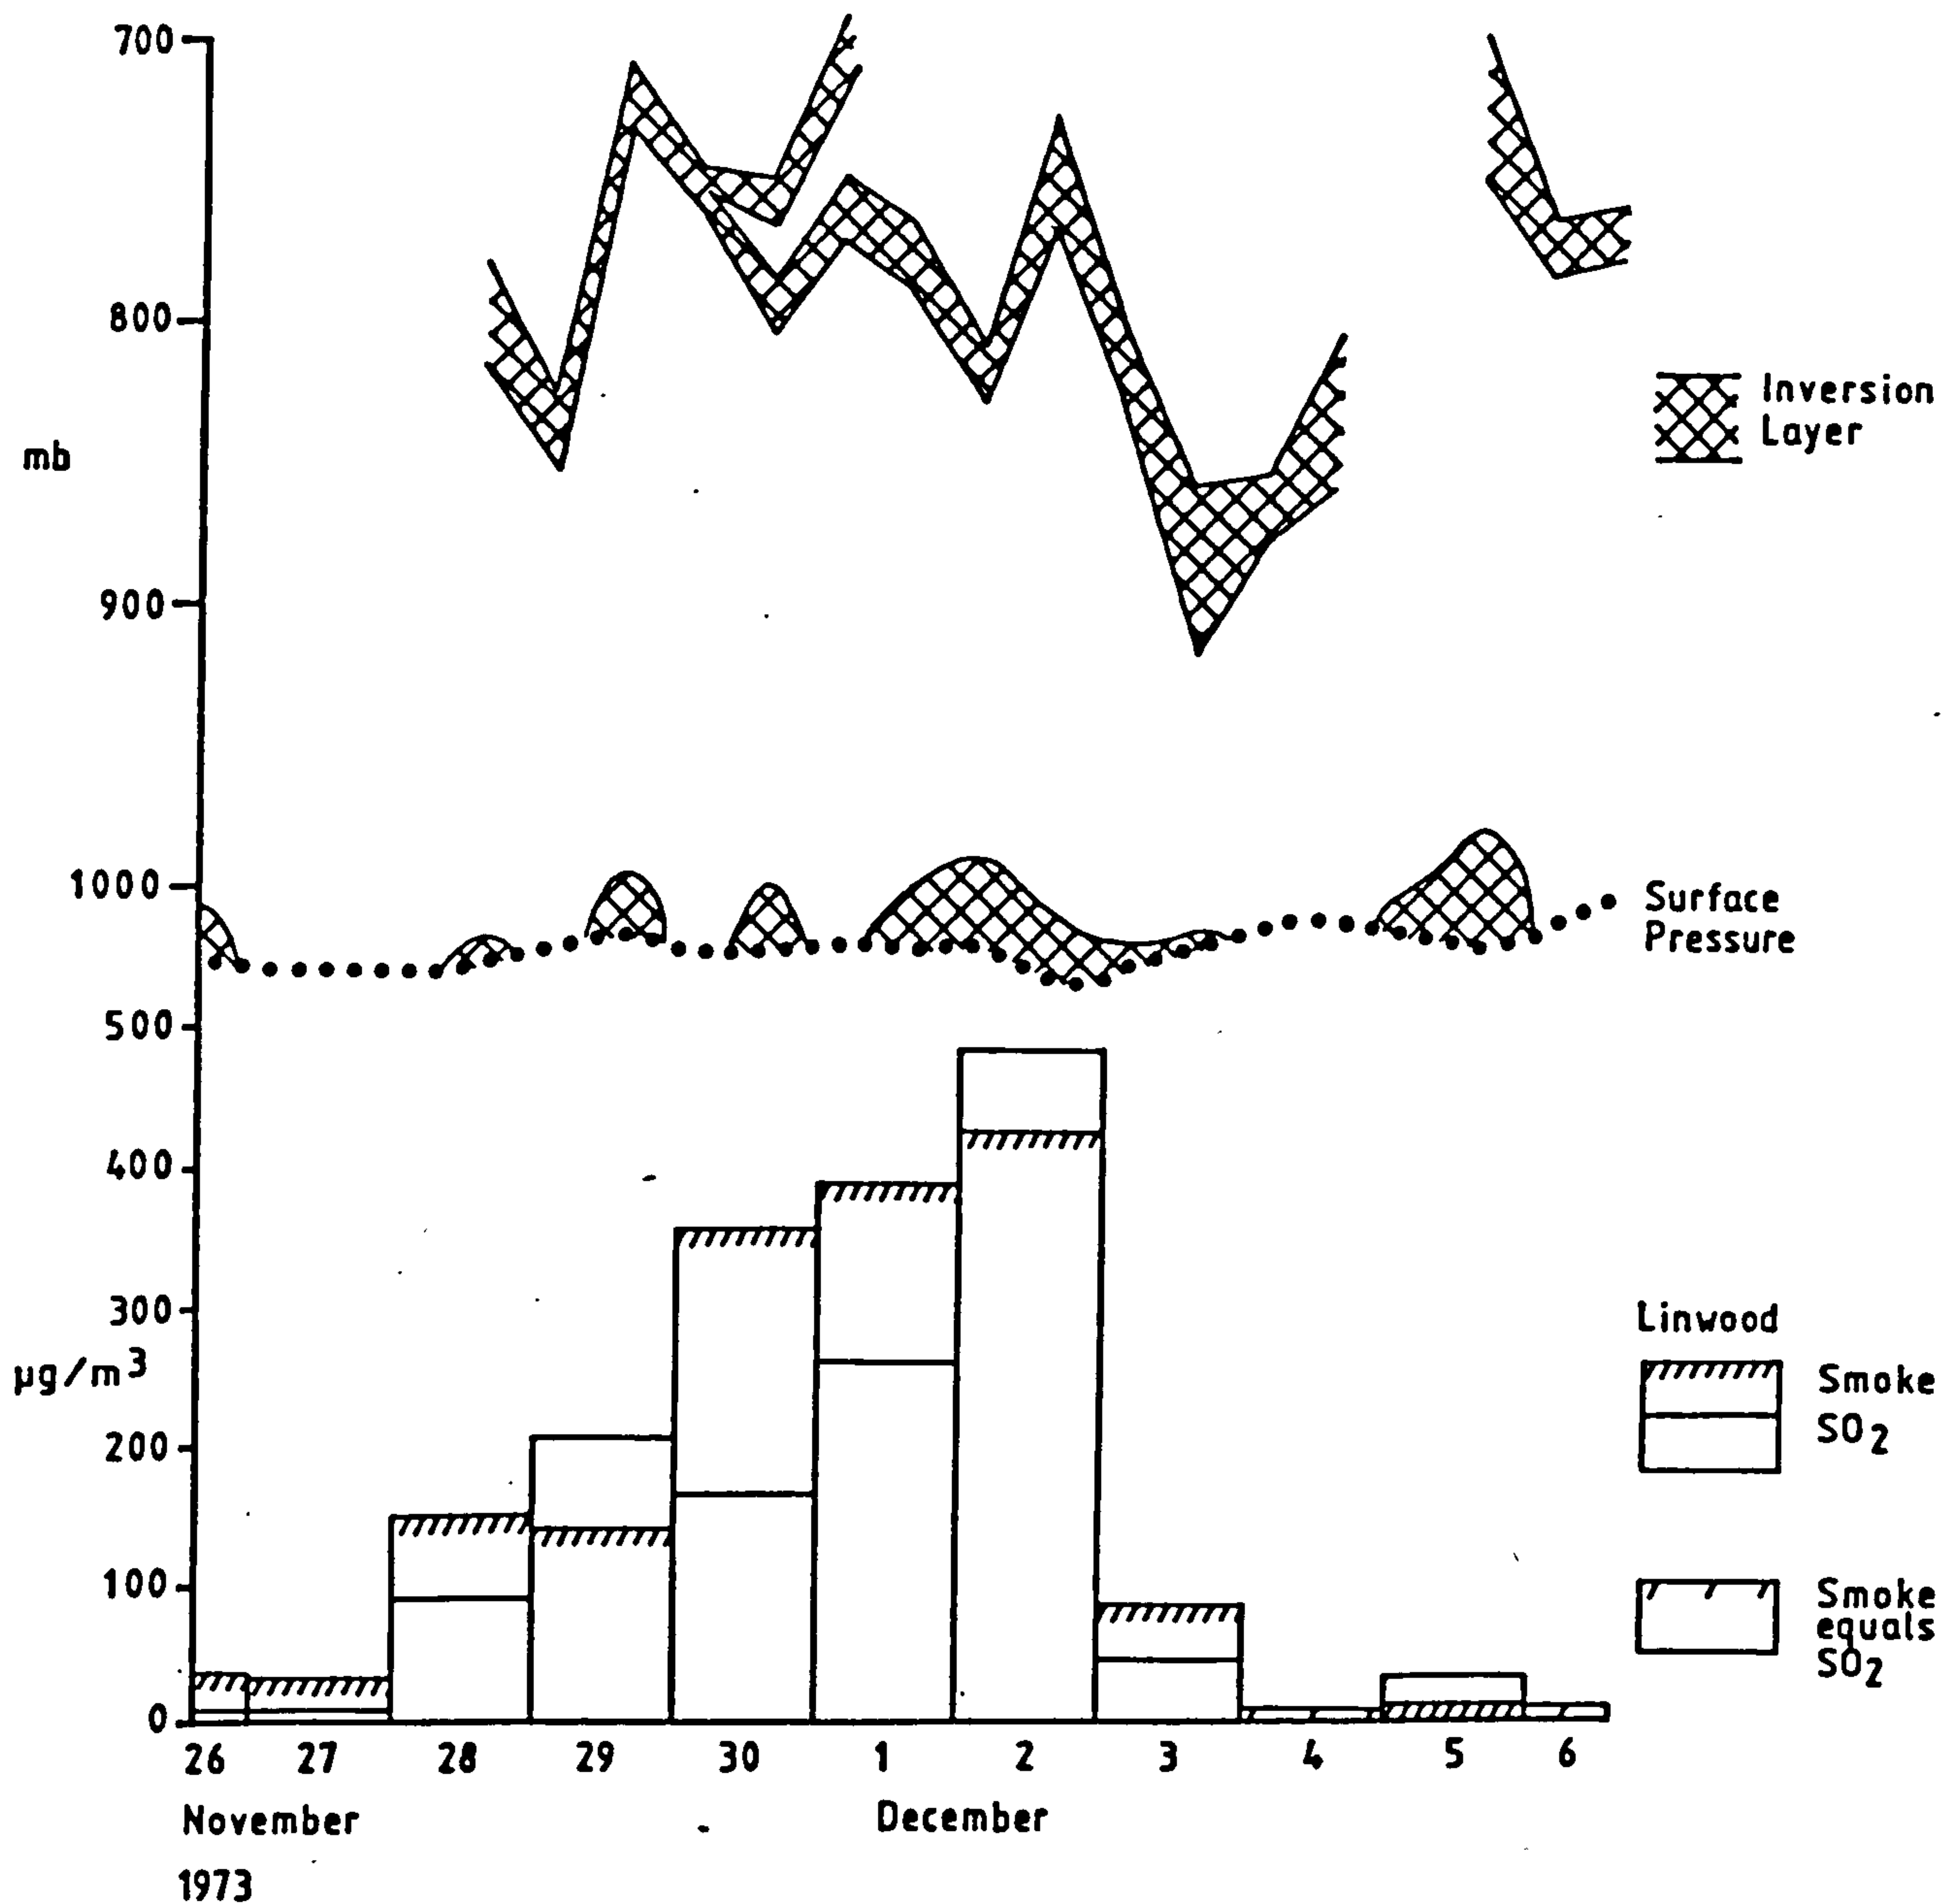 700
800
mb
900
1000
500
400
300
µg/m³
200
100
0
Inversion
Layer
Surface
Pressure
Linwood
Smoke
SO₂
Smoke
equals
SO₂
26 27 28 29 30 1 2 3 4 5 6
November December
1973